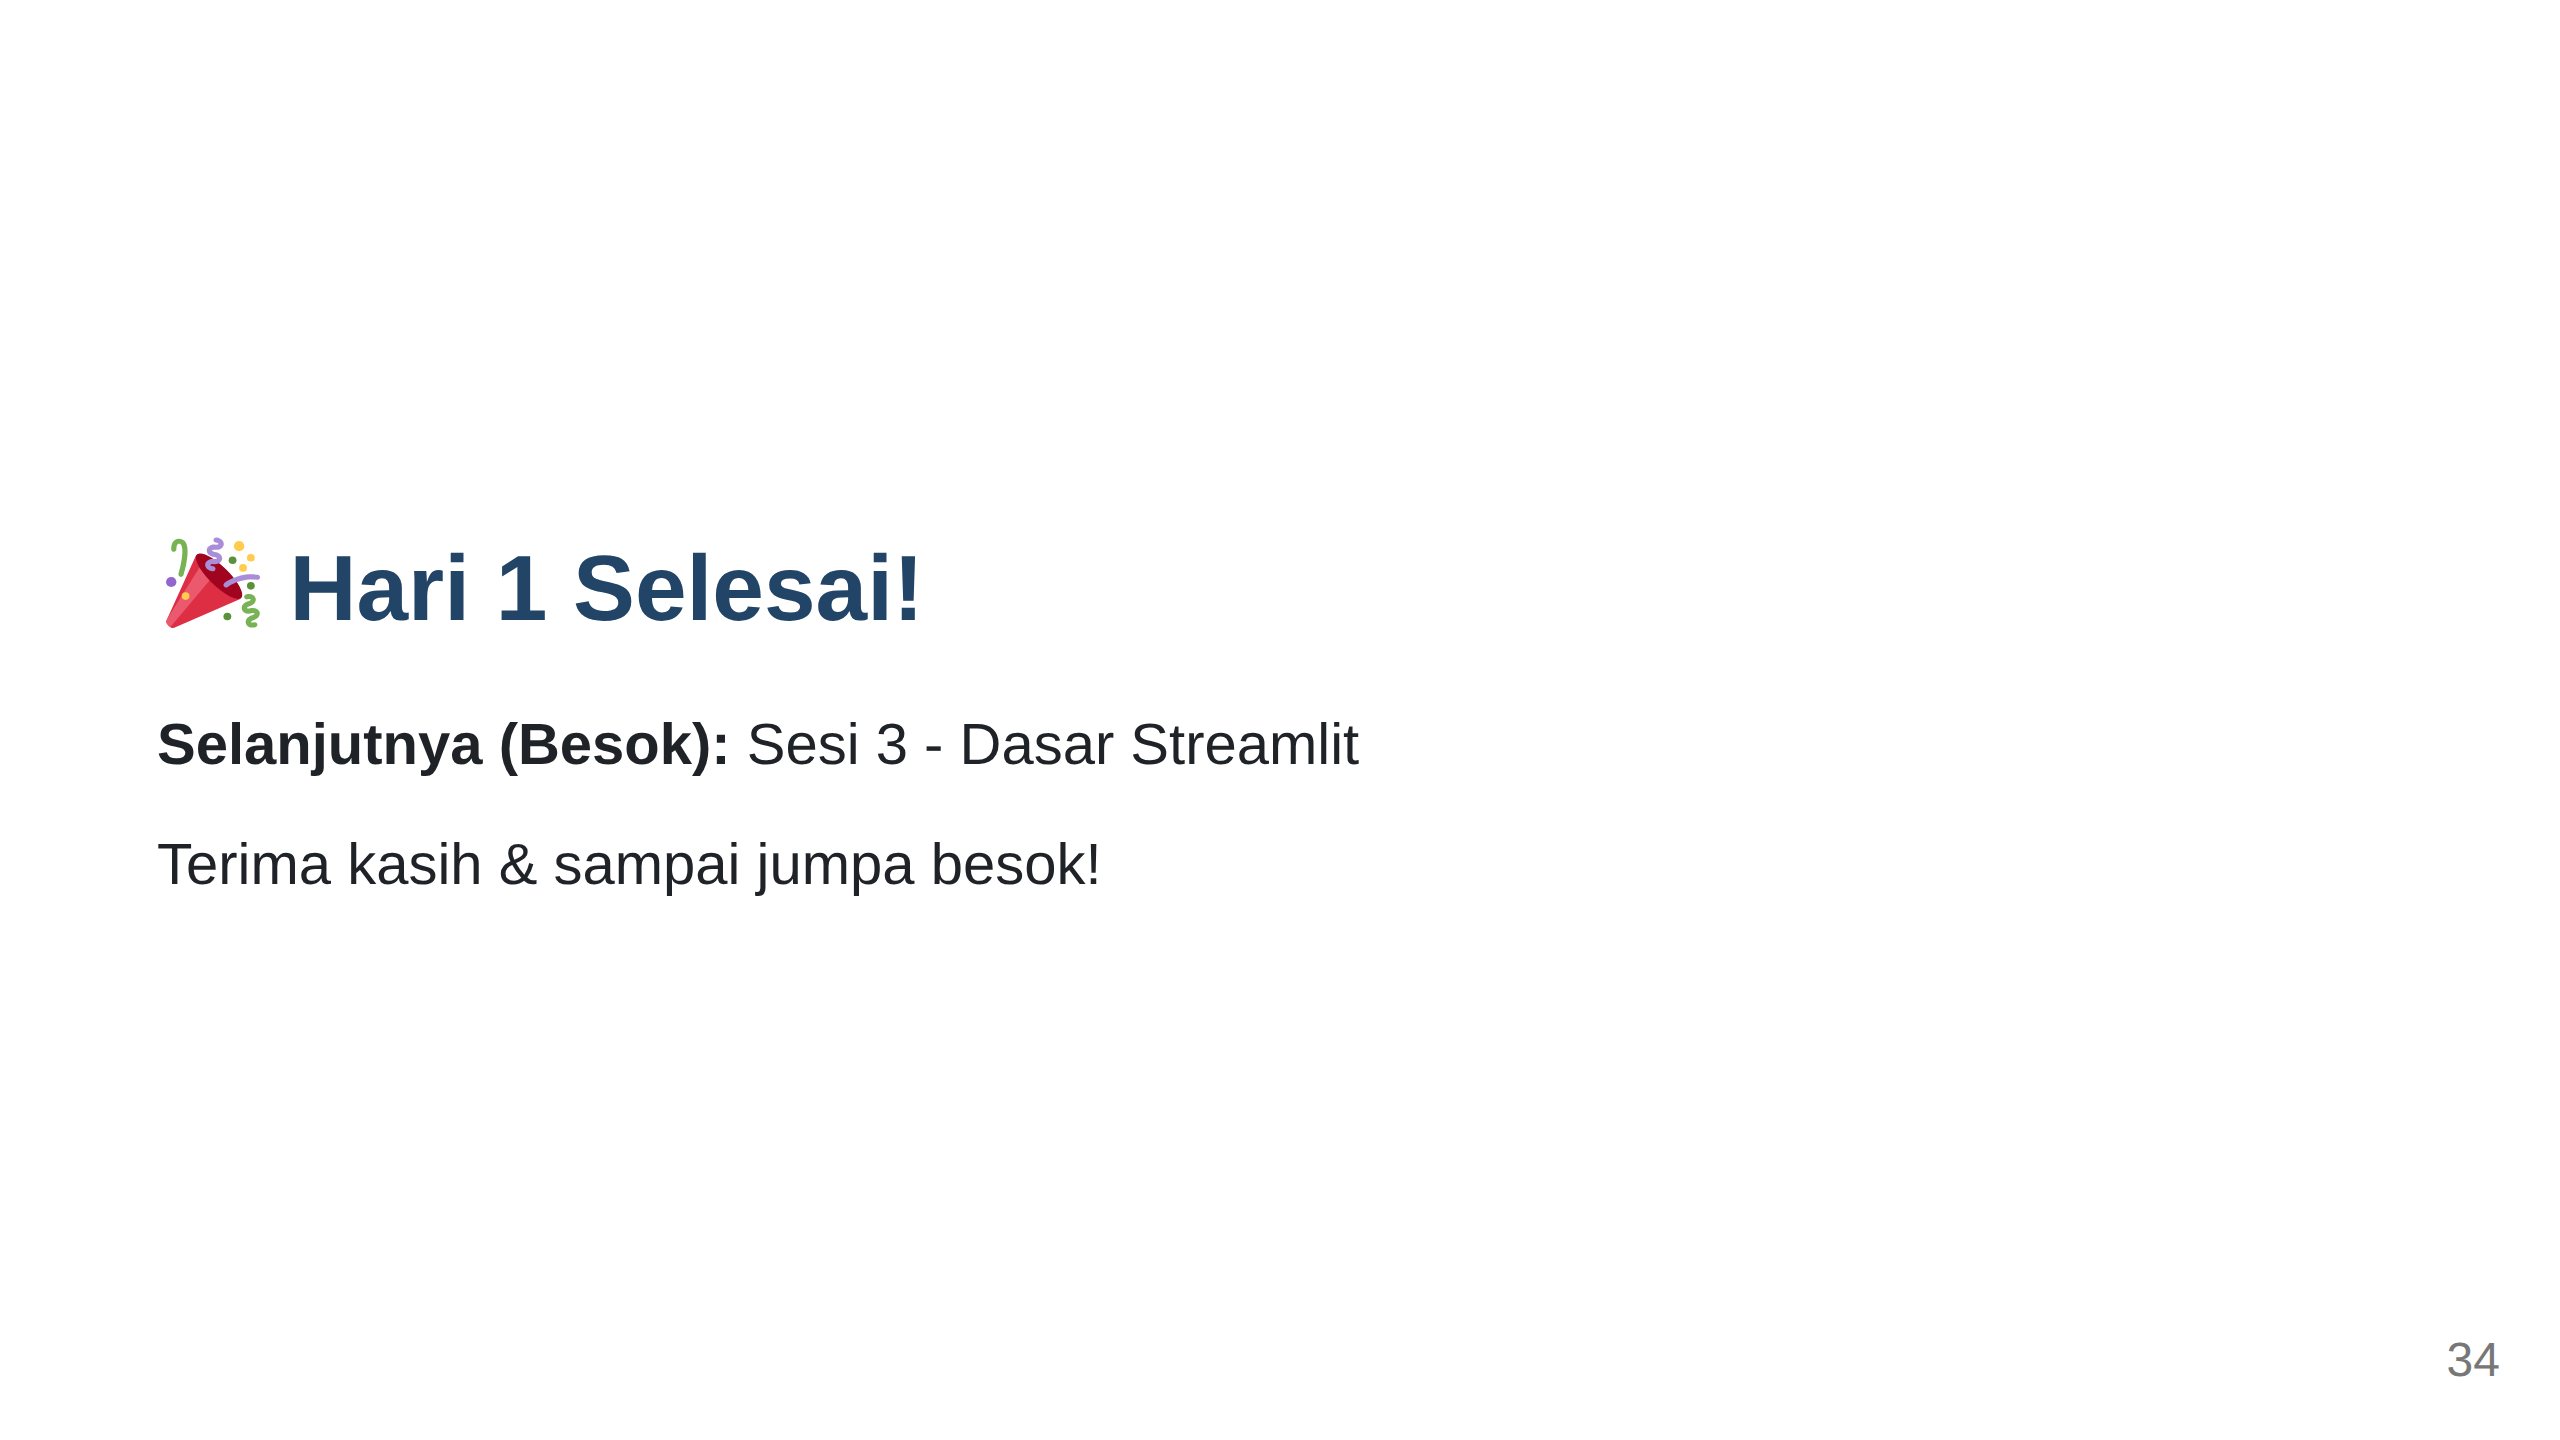 🎉 Hari 1 Selesai!
Selanjutnya (Besok): Sesi 3 - Dasar Streamlit
Terima kasih & sampai jumpa besok!
34